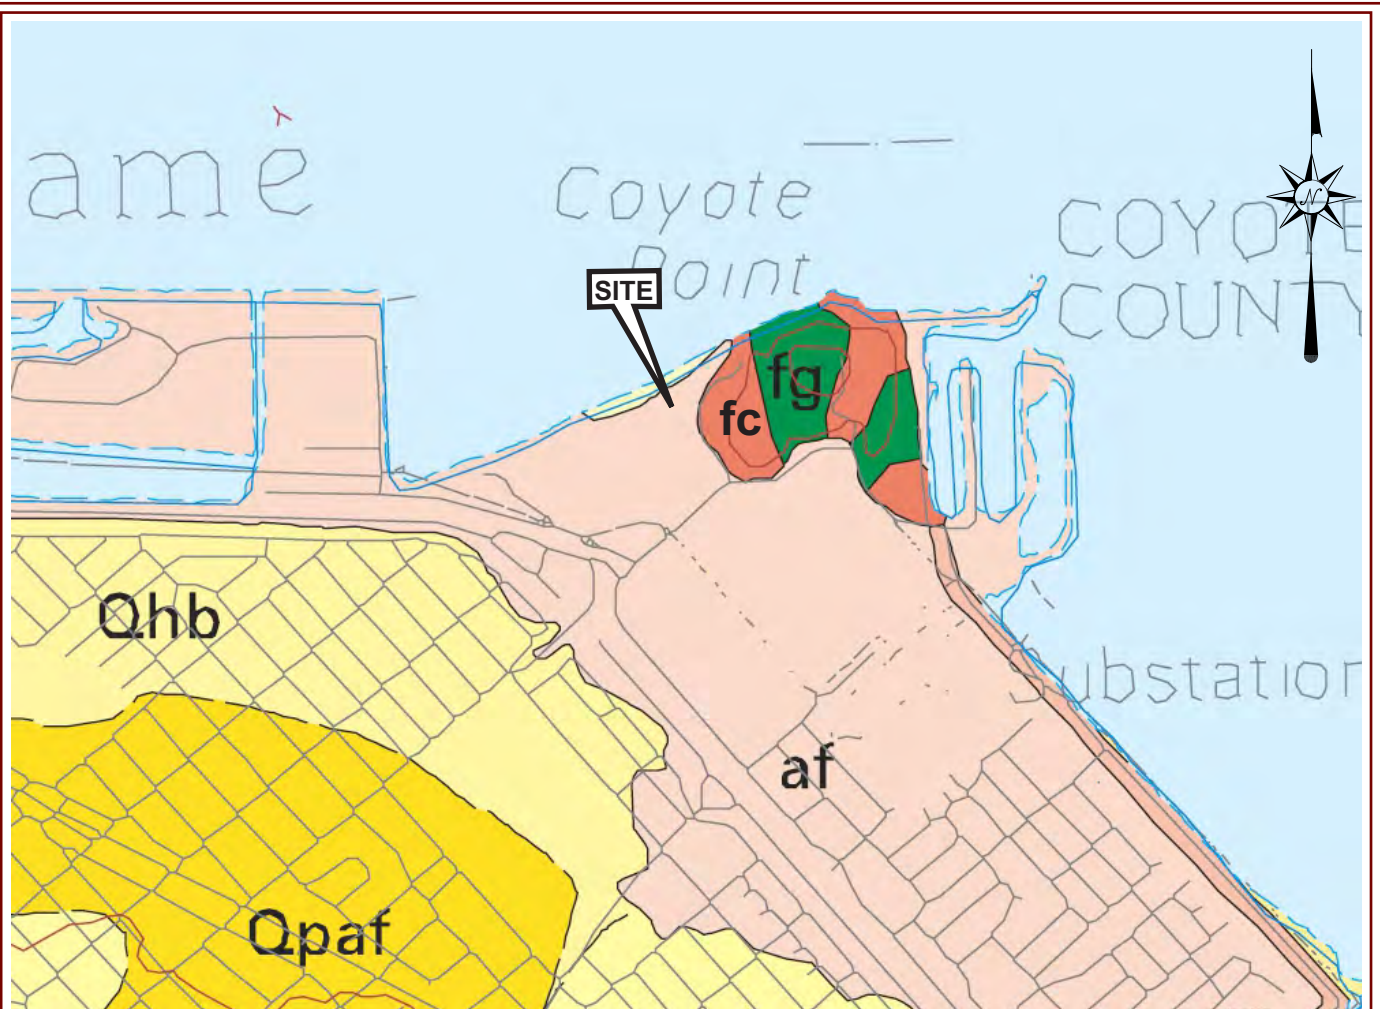 ame
Coyote
Point
COYOTE
COUNTY
SITE
N
fg
fc
Qhb
Substation
af
Qpaf